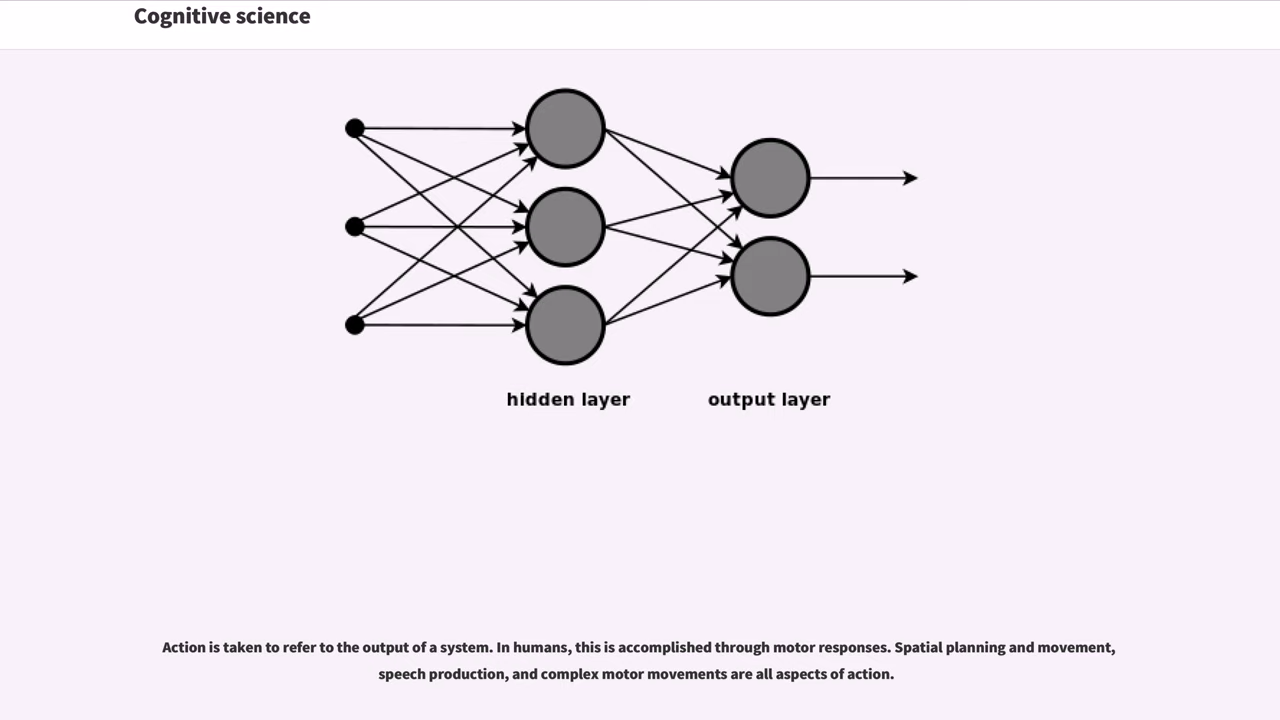 Cognitive science
hidden layer
output layer
Action is taken to refer to the output of a system. In humans, this is accomplished through motor responses. Spatial planning and movement,
speech production, and complex motor movements are all aspects of action.